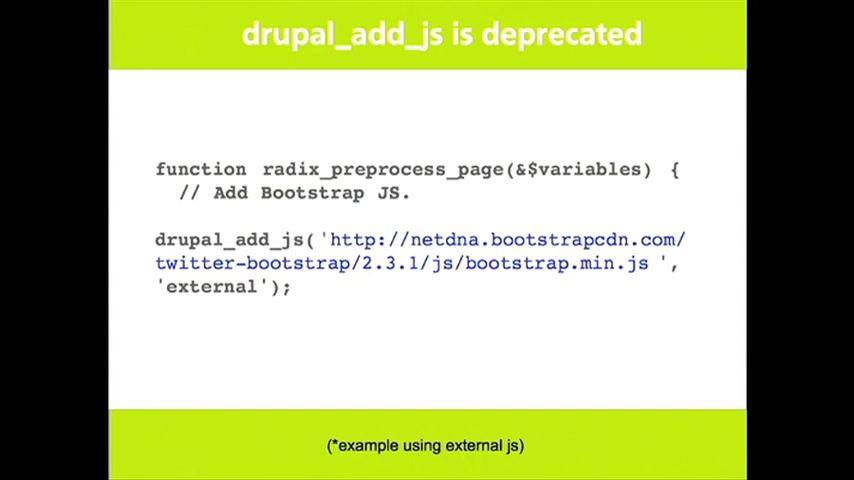 drupal_add_js is deprecated
function radix_preprocess_page(&$variables) {
// Add Bootstrap JS.
drupal_add_js('http://netdna.bootstrapcdn.com/
twitter-bootstrap/2.3.1/js/bootstrap.min.js ',
'external');
(*example using external js)